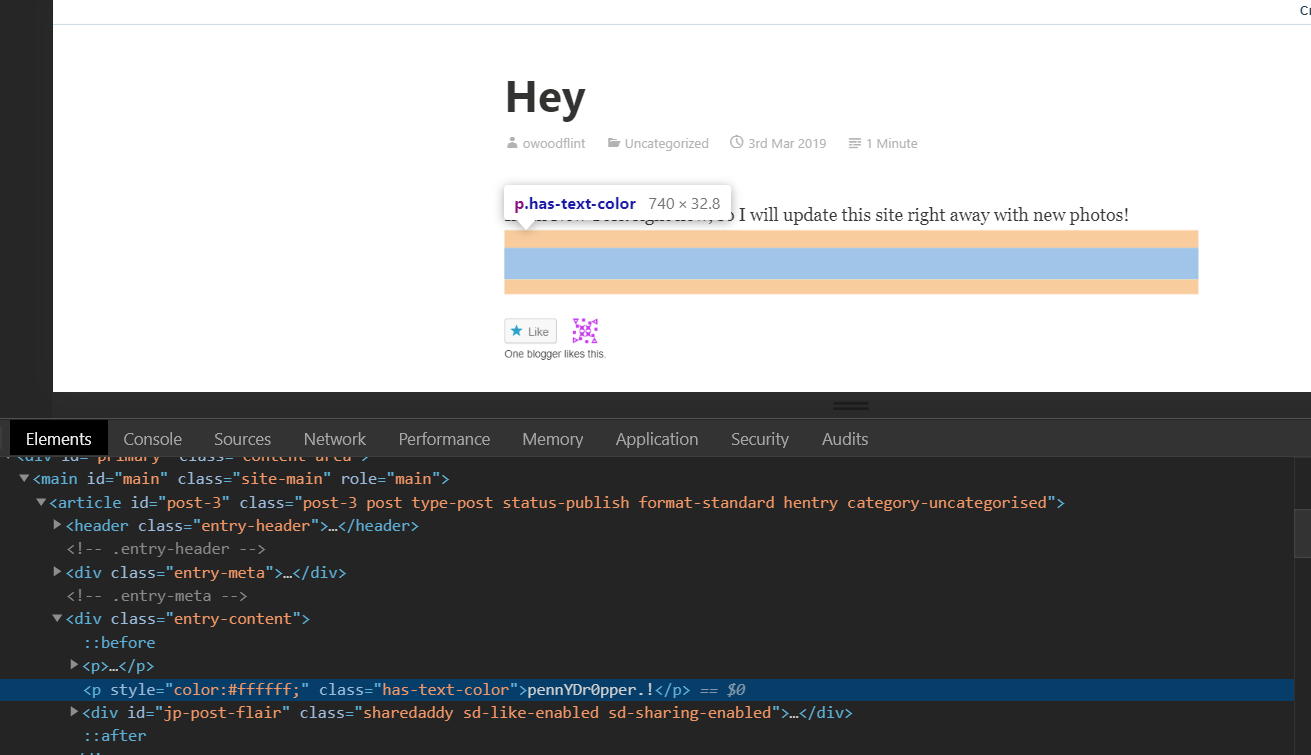 Hey
owoodflint Uncategorized 3rd Mar 2019 1 Minute
p.has-text-color 740 × 32.8
I will update this site right away with new photos!
Like
One blogger likes this.
Elements Console Sources Network Performance Memory Application Security Audits
<div id="primary" class="content-area">
<main id="main" class="site-main" role="main">
<article id="post-3" class="post-3 post type-post status-publish format-standard hentry category-uncategorised">
<header class="entry-header">…</header>
<!-- .entry-header -->
<div class="entry-meta">…</div>
<!-- .entry-meta -->
<div class="entry-content">
::before
<p>…</p>
<p style="color:#ffffff;" class="has-text-color">pennYDr0pper.!</p> == $0
<div id="jp-post-flair" class="sharedaddy sd-like-enabled sd-sharing-enabled">…</div>
::after